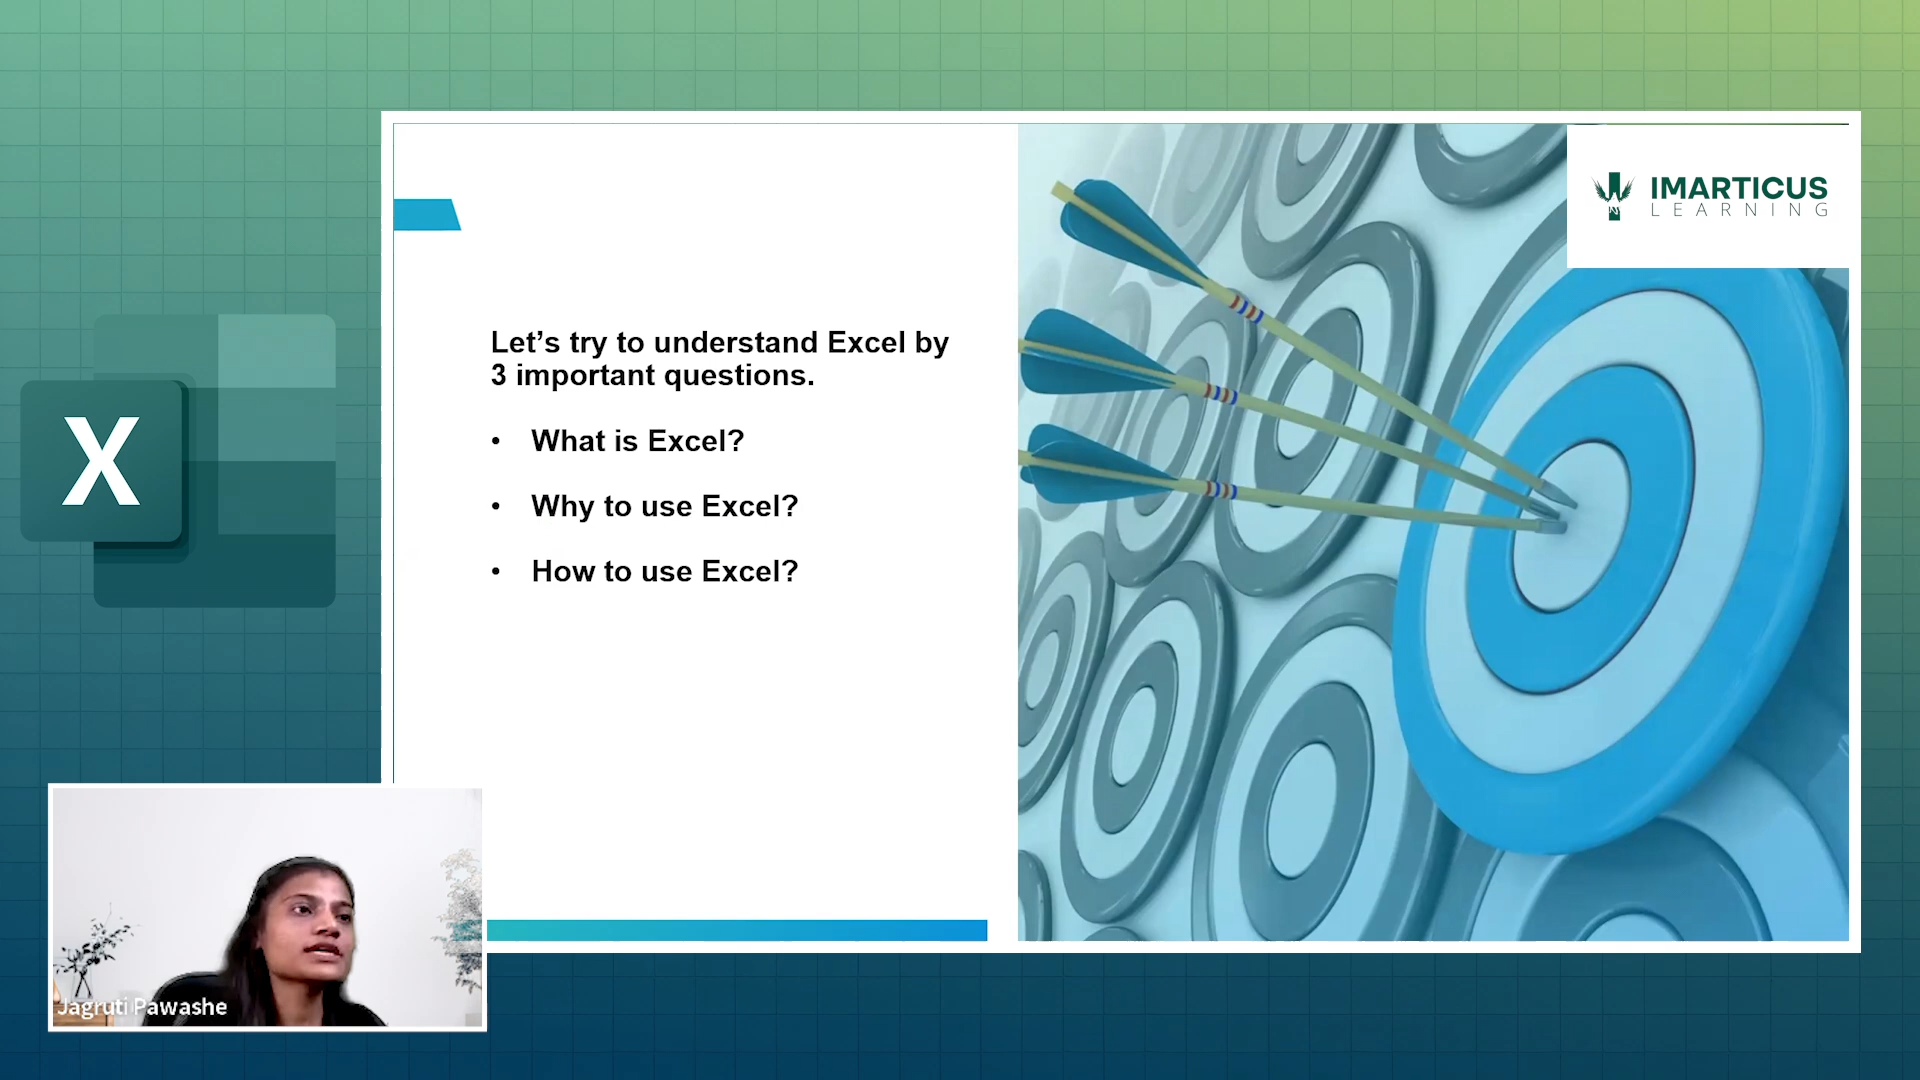 IMARTICUS
LEARNING
Let’s try to understand Excel by
3 important questions.
• What is Excel?
• Why to use Excel?
• How to use Excel?
X
Jagruti Pawashe